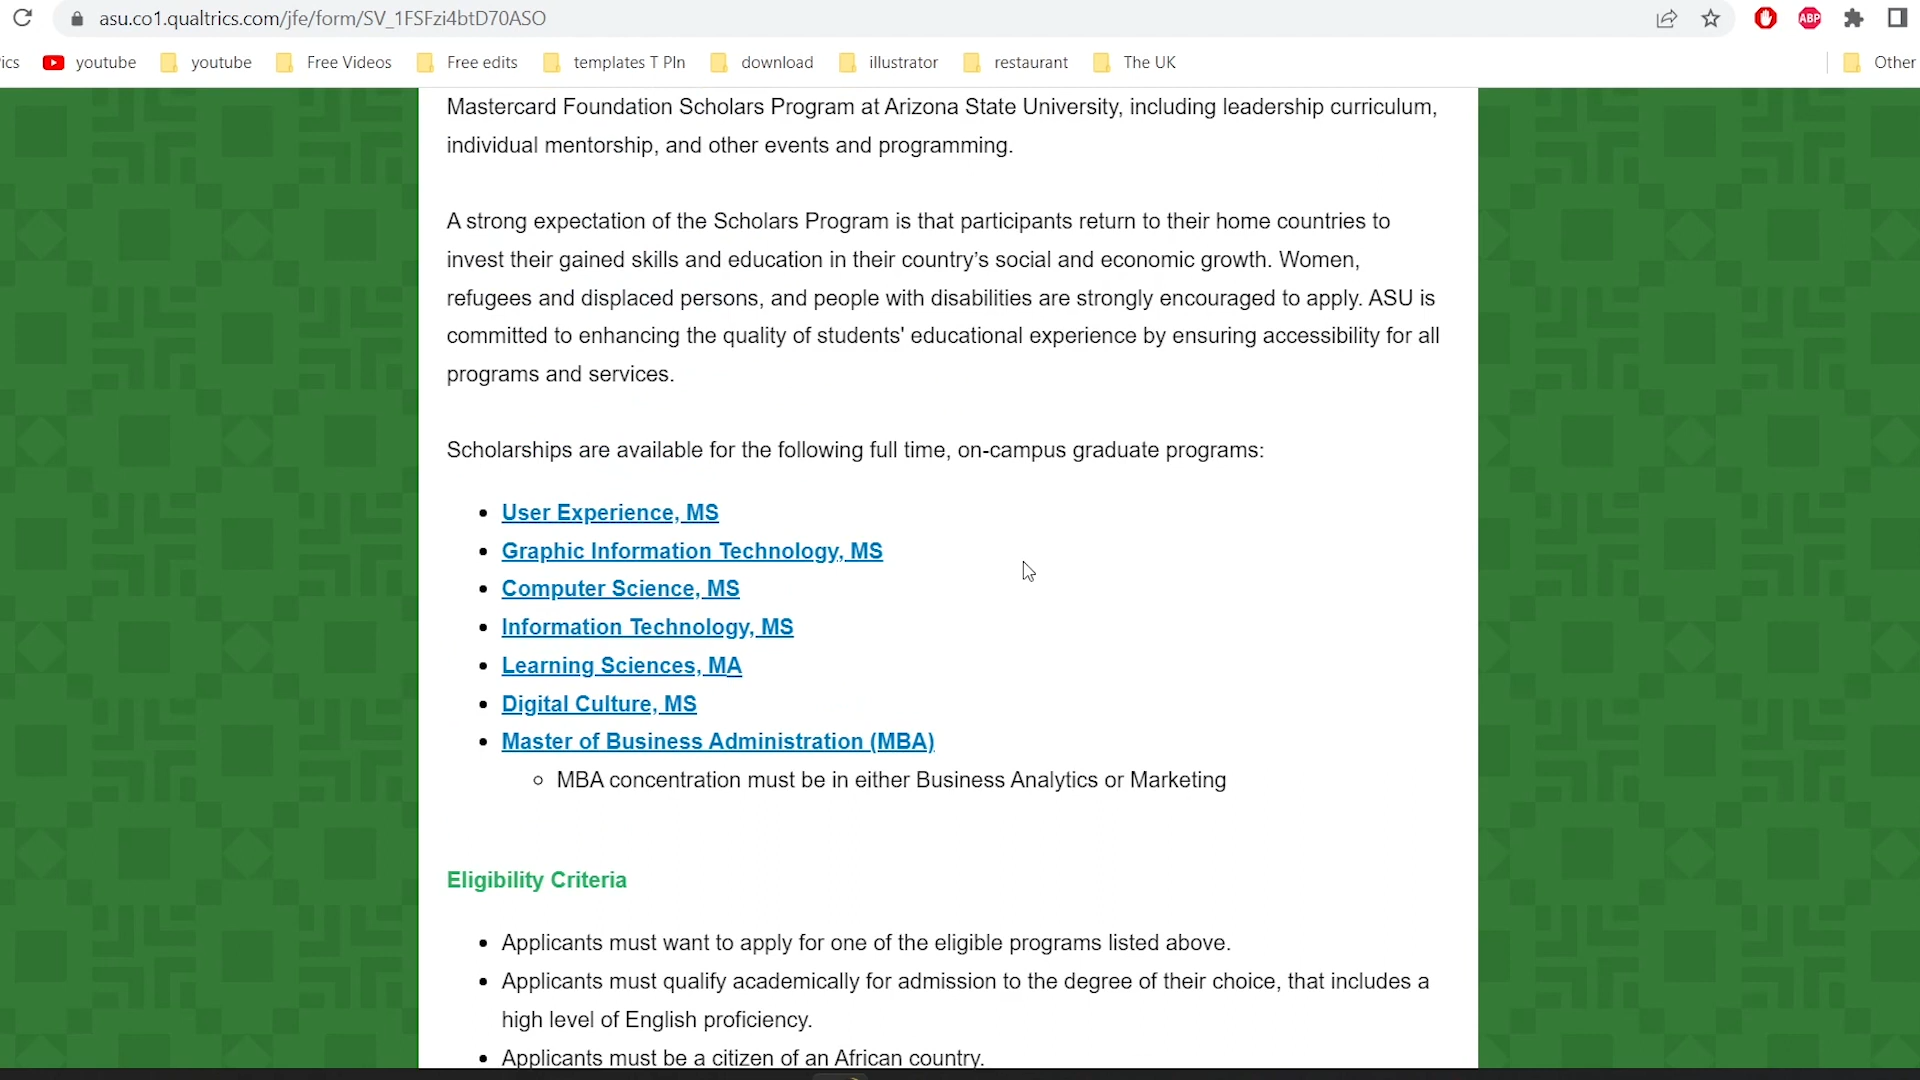 asu.co1.qualtrics.com/jfe/form/SV_1FSFzi4btD70ASO
ABP
ics youtube youtube Free Videos Free edits templates T Pln download illustrator restaurant The UK Other
Mastercard Foundation Scholars Program at Arizona State University, including leadership curriculum,
individual mentorship, and other events and programming.
A strong expectation of the Scholars Program is that participants return to their home countries to
invest their gained skills and education in their country's social and economic growth. Women,
refugees and displaced persons, and people with disabilities are strongly encouraged to apply. ASU is
committed to enhancing the quality of students' educational experience by ensuring accessibility for all
programs and services.
Scholarships are available for the following full time, on-campus graduate programs:
User Experience, MS
Graphic Information Technology, MS
Computer Science, MS
Information Technology, MS
Learning Sciences, MA
Digital Culture, MS
Master of Business Administration (MBA)
MBA concentration must be in either Business Analytics or Marketing
Eligibility Criteria
Applicants must want to apply for one of the eligible programs listed above.
Applicants must qualify academically for admission to the degree of their choice, that includes a
high level of English proficiency.
Applicants must be a citizen of an African country.